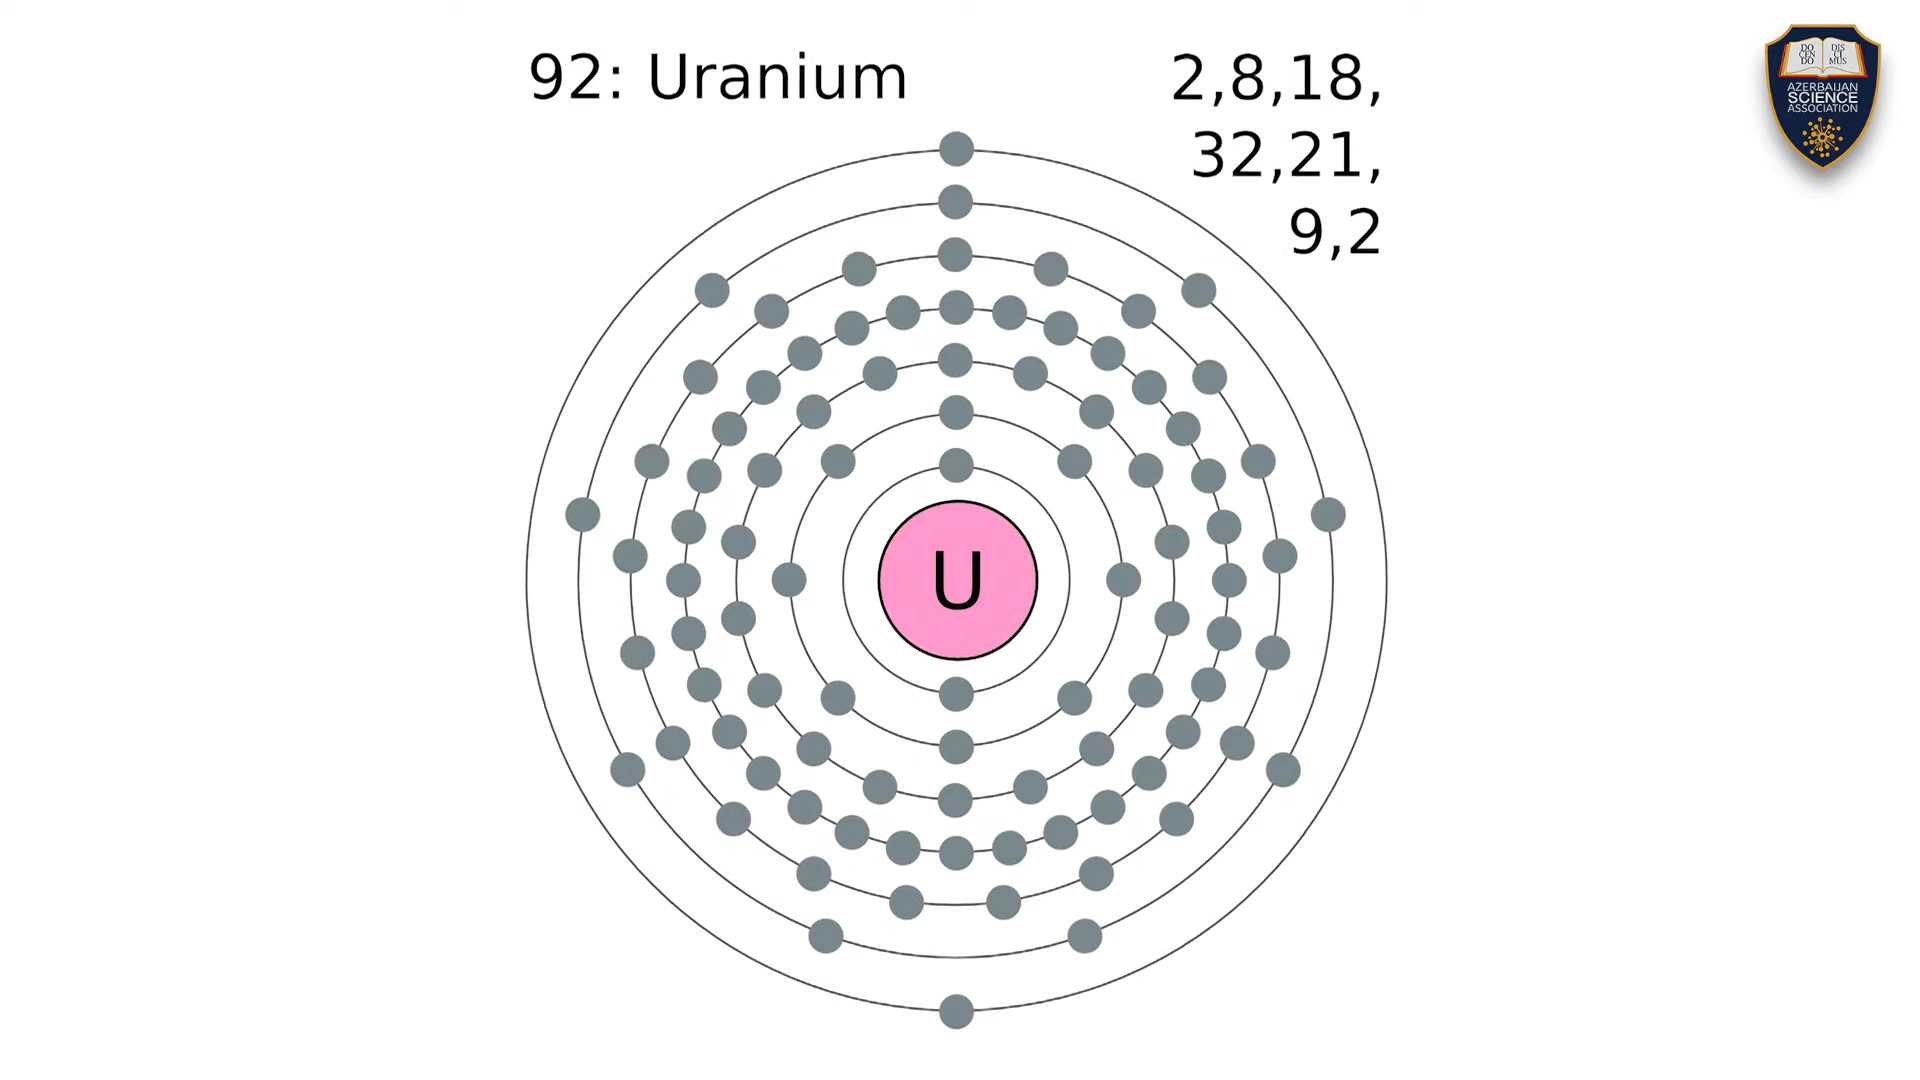 92: Uranium
2,8,18,
32,21,
9,2
U
DO
CEN
DO
DIS
CI
MUS
AZERBAIJAN
SCIENCE
ASSOCIATION